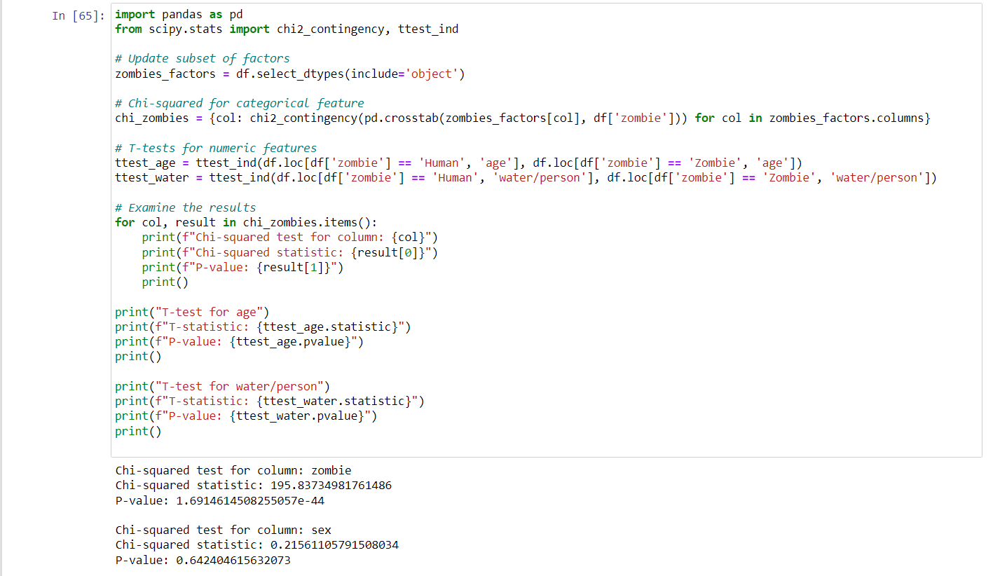 In [65]:
import pandas as pd
from scipy.stats import chi2_contingency, ttest_ind
# Update subset of factors
zombies_factors = df.select_dtypes(include='object')
# Chi-squared for categorical feature
chi_zombies = {col: chi2_contingency(pd.crosstab(zombies_factors[col], df['zombie'])) for col in zombies_factors.columns}
# T-tests for numeric features
ttest_age = ttest_ind(df.loc[df['zombie'] == 'Human', 'age'], df.loc[df['zombie'] == 'Zombie', 'age'])
ttest_water = ttest_ind(df.loc[df['zombie'] == 'Human', 'water/person'], df.loc[df['zombie'] == 'Zombie', 'water/person'])
# Examine the results
for col, result in chi_zombies.items():
    print(f"Chi-squared test for column: {col}")
    print(f"Chi-squared statistic: {result[0]}")
    print(f"P-value: {result[1]}")
    print()
print("T-test for age")
print(f"T-statistic: {ttest_age.statistic}")
print(f"P-value: {ttest_age.pvalue}")
print()
print("T-test for water/person")
print(f"T-statistic: {ttest_water.statistic}")
print(f"P-value: {ttest_water.pvalue}")
print()
Chi-squared test for column: zombie
Chi-squared statistic: 195.83734981761486
P-value: 1.6914614508255057e-44
Chi-squared test for column: sex
Chi-squared statistic: 0.21561105791508034
P-value: 0.642404615632073